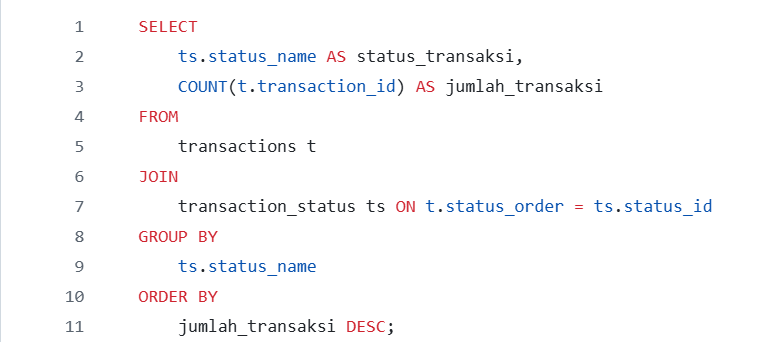 1 SELECT
2 ts.status_name AS status_transaksi,
3 COUNT(t.transaction_id) AS jumlah_transaksi
4 FROM
5 transactions t
6 JOIN
7 transaction_status ts ON t.status_order = ts.status_id
8 GROUP BY
9 ts.status_name
10 ORDER BY
11 jumlah_transaksi DESC;